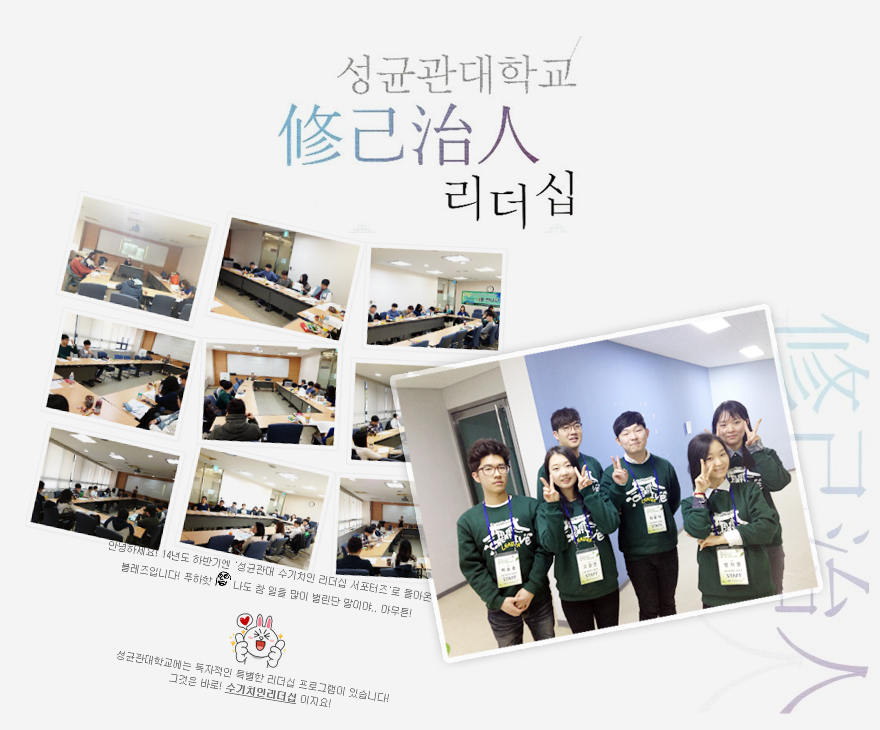 성균관대학교
修己治人
리더십
안녕하세요! 14년도 하반기엔 '성균관대 수기치인 리더십 서포터즈'로 돌아온
블레즈입니다! 푸하핫! 나도 참 일을 많이 벌린단 말이야.. 아무튼!
성균관대학교에는 독자적인 특별한 리더십 프로그램이 있습니다!
그것은 바로! 수기치인리더십 이지요!
修己治人
STAFF
STAFF
STAFF